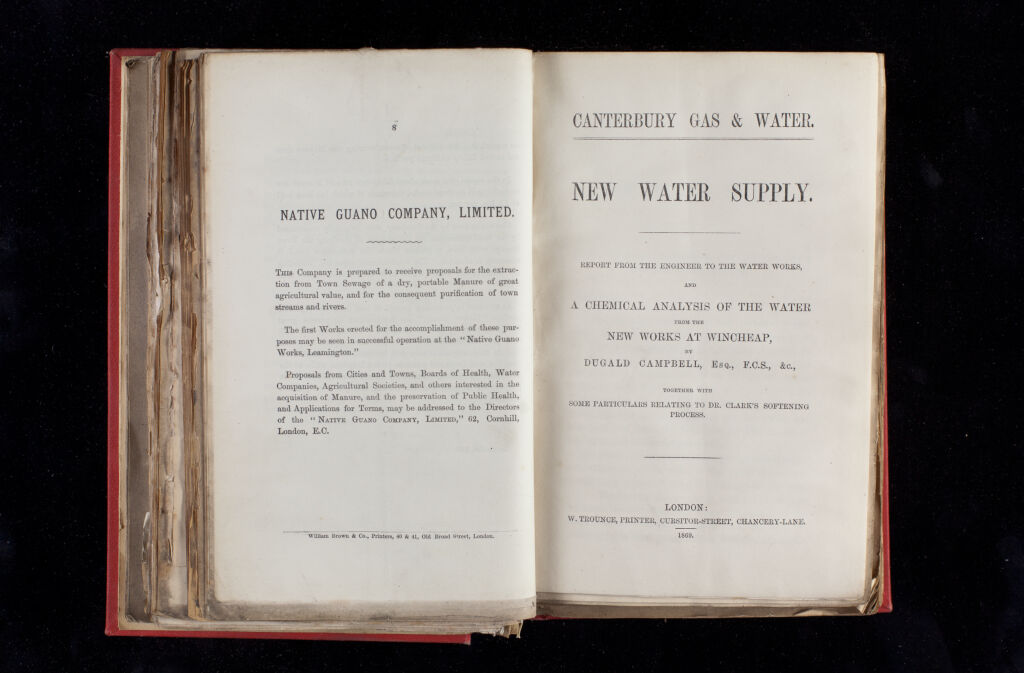 8
NATIVE GUANO COMPANY, LIMITED.
THIS Company is prepared to receive proposals for the extrac-
tion from Town Sewage of a dry, portable Manure of great
agricultural value, and for the consequent purification of town
streams and rivers.
The first Works erected for the accomplishment of these pur-
poses may be seen in successful operation at the "Native Guano
Works, Leamington."
Proposals from Cities and Towns, Boards of Health, Water
Companies, Agricultural Societies, and others interested in the
acquisition of Manure, and the preservation of Public Health,
and Applications for Terms, may be addressed to the Directors
of the "NATIVE GUANO COMPANY, LIMITED," 62, Cornhill,
London, E.C.
William Brown & Co., Printers, 40 & 41, Old Broad Street, London.
CANTERBURY GAS & WATER.
NEW WATER SUPPLY.
REPORT FROM THE ENGINEER TO THE WATER WORKS,
AND
A CHEMICAL ANALYSIS OF THE WATER
FROM THE
NEW WORKS AT WINCHEAP,
BY
DUGALD CAMPBELL, Esq., F.C.S., &c.,
TOGETHER WITH
SOME PARTICULARS RELATING TO DR. CLARK'S SOFTENING
PROCESS.
LONDON:
W. TROUNCE, PRINTER, CURSITOR-STREET, CHANCERY-LANE.
1869.